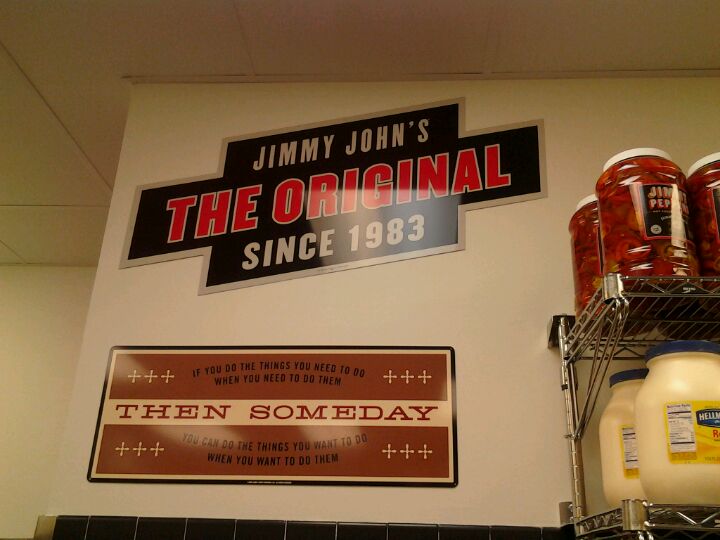 JIMMY JOHN'S
THE ORIGINAL
SINCE 1983
IF YOU DO THE THINGS YOU NEED TO DO
WHEN YOU NEED TO DO THEM
THEN SOMEDAY
YOU CAN DO THE THINGS YOU WANT TO DO
WHEN YOU WANT TO DO THEM
JIM
PEP
HELLM